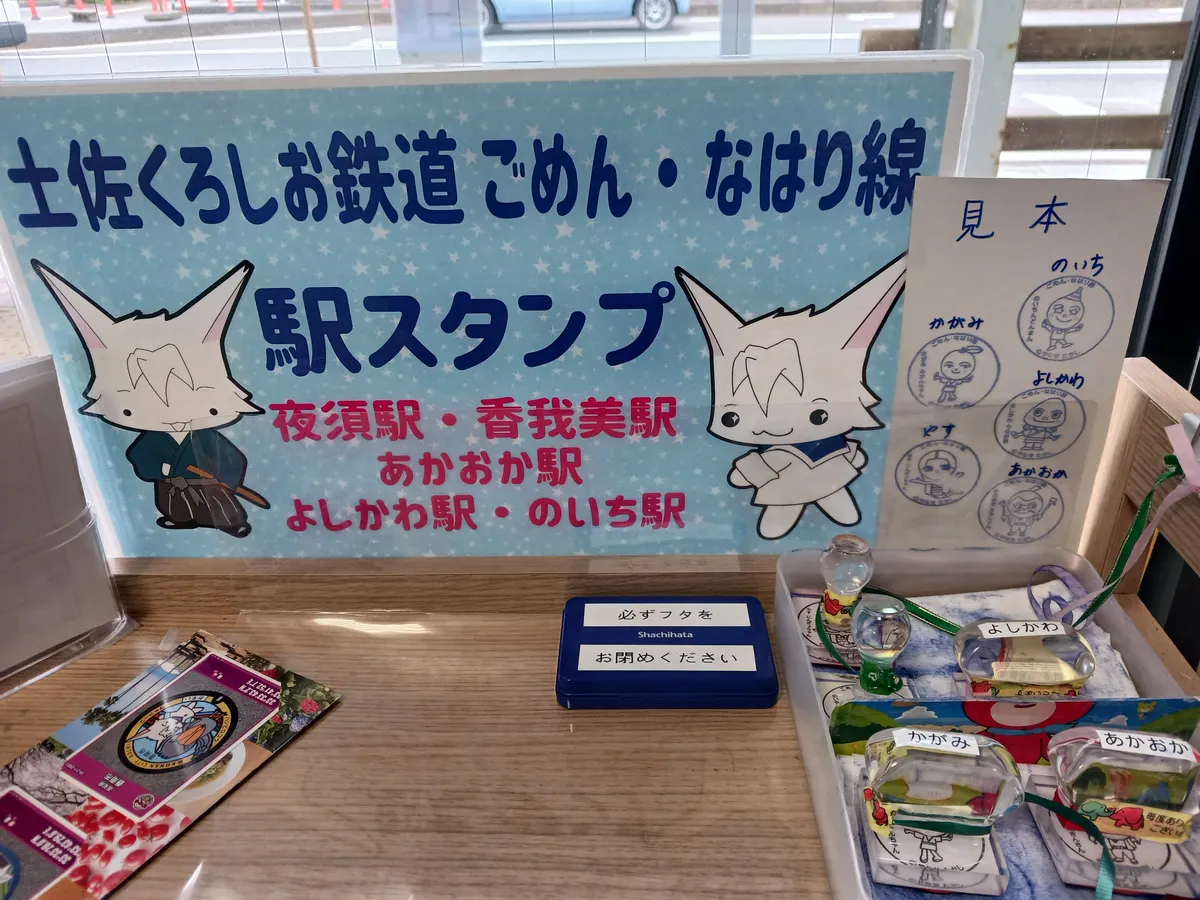 土佐くろしお鉄道 ごめん・なはり線
駅スタンプ
夜須駅・香我美駅
あかおか駅
よしかわ駅・のいち駅
見本
のいち
かがみ
よしかわ
やす
あかおか
必ずフタを
Shachihata
お閉めください
よしかわ
かがみ
あかおか